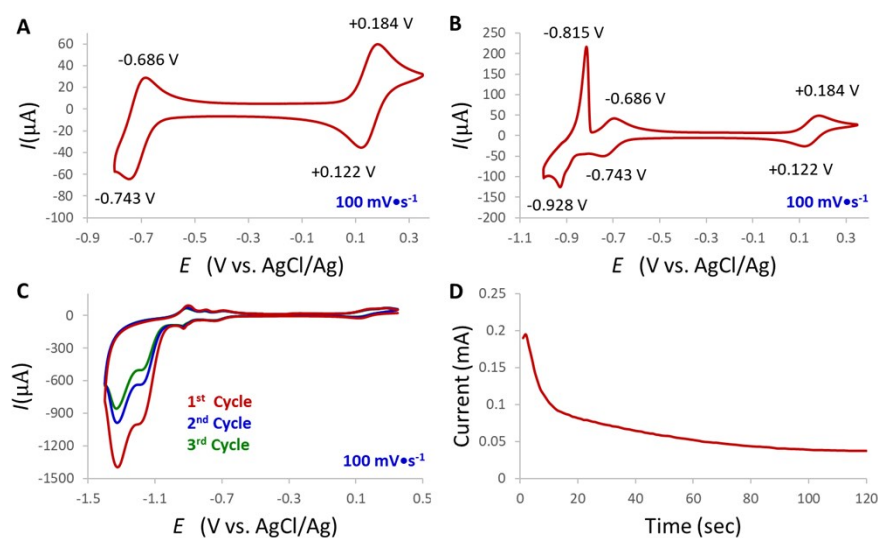 A
+0.184 V
-0.686 V
60
40
20
0
-20
-40
-60
-80
-100
I(µA)
-0.743 V
+0.122 V
100 mV•s⁻¹
-0.9 -0.7 -0.5 -0.3 -0.1 0.1 0.3
E (V vs. AgCl/Ag)
B
-0.815 V
-0.686 V
+0.184 V
250
200
150
100
50
0
-50
-100
-150
-200
I(µA)
-0.743 V
+0.122 V
-0.928 V
100 mV•s⁻¹
-1.1 -0.9 -0.7 -0.5 -0.3 -0.1 0.1 0.3
E (V vs. AgCl/Ag)
C
0
-300
-600
-900
-1200
-1500
I(µA)
1st Cycle
2nd Cycle
3rd Cycle
100 mV•s⁻¹
-1.5 -1.1 -0.7 -0.3 0.1 0.5
E (V vs. AgCl/Ag)
D
0.25
0.2
0.15
0.1
0.05
0
Current (mA)
0 20 40 60 80 100 120
Time (sec)